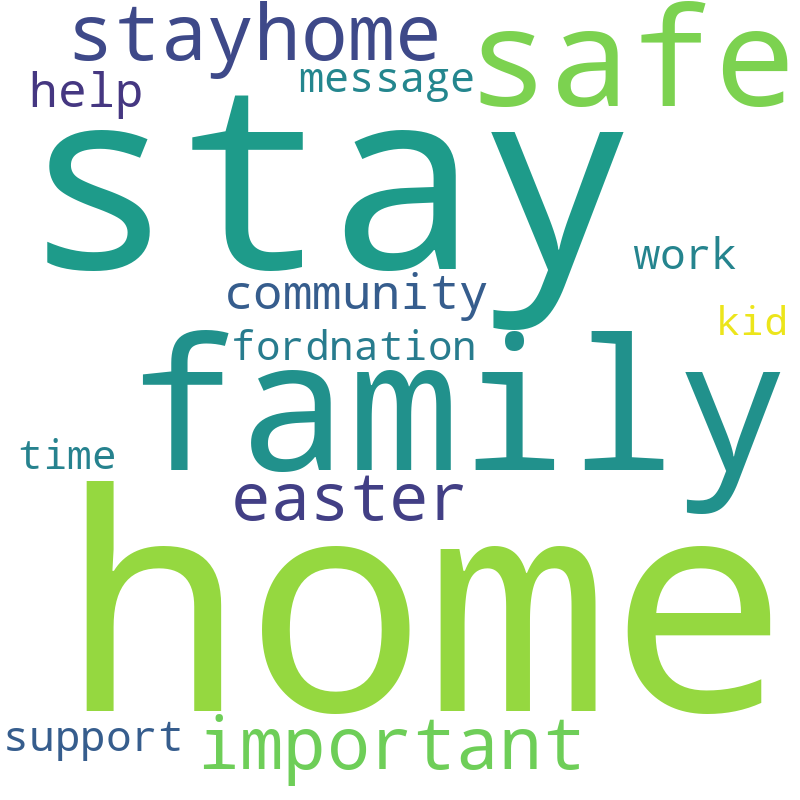 stayhome
safe
help
message
stay
work
community
kid
fordnation
family
time
easter
home
support
important